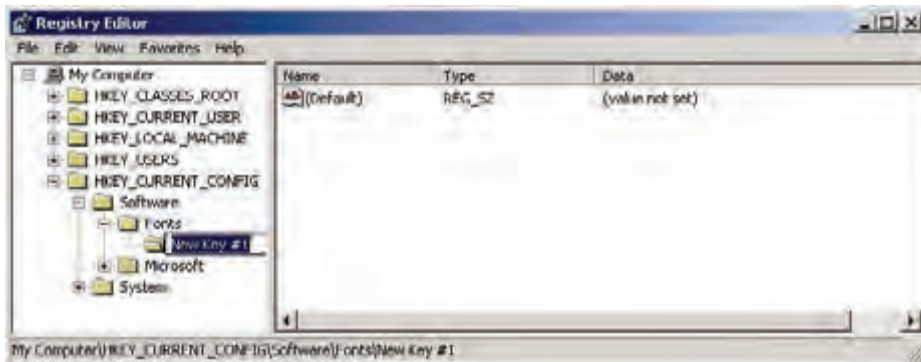 Registry Editor
File Edit View Favorites Help
My Computer
HKEY_CLASSES_ROOT
HKEY_CURRENT_USER
HKEY_LOCAL_MACHINE
HKEY_USERS
HKEY_CURRENT_CONFIG
Software
Fonts
New Key #1
Microsoft
System
Name Type Data
ab (Default) REG_SZ (value not set)
My Computer\HKEY_CURRENT_CONFIG\Software\Fonts\New Key #1